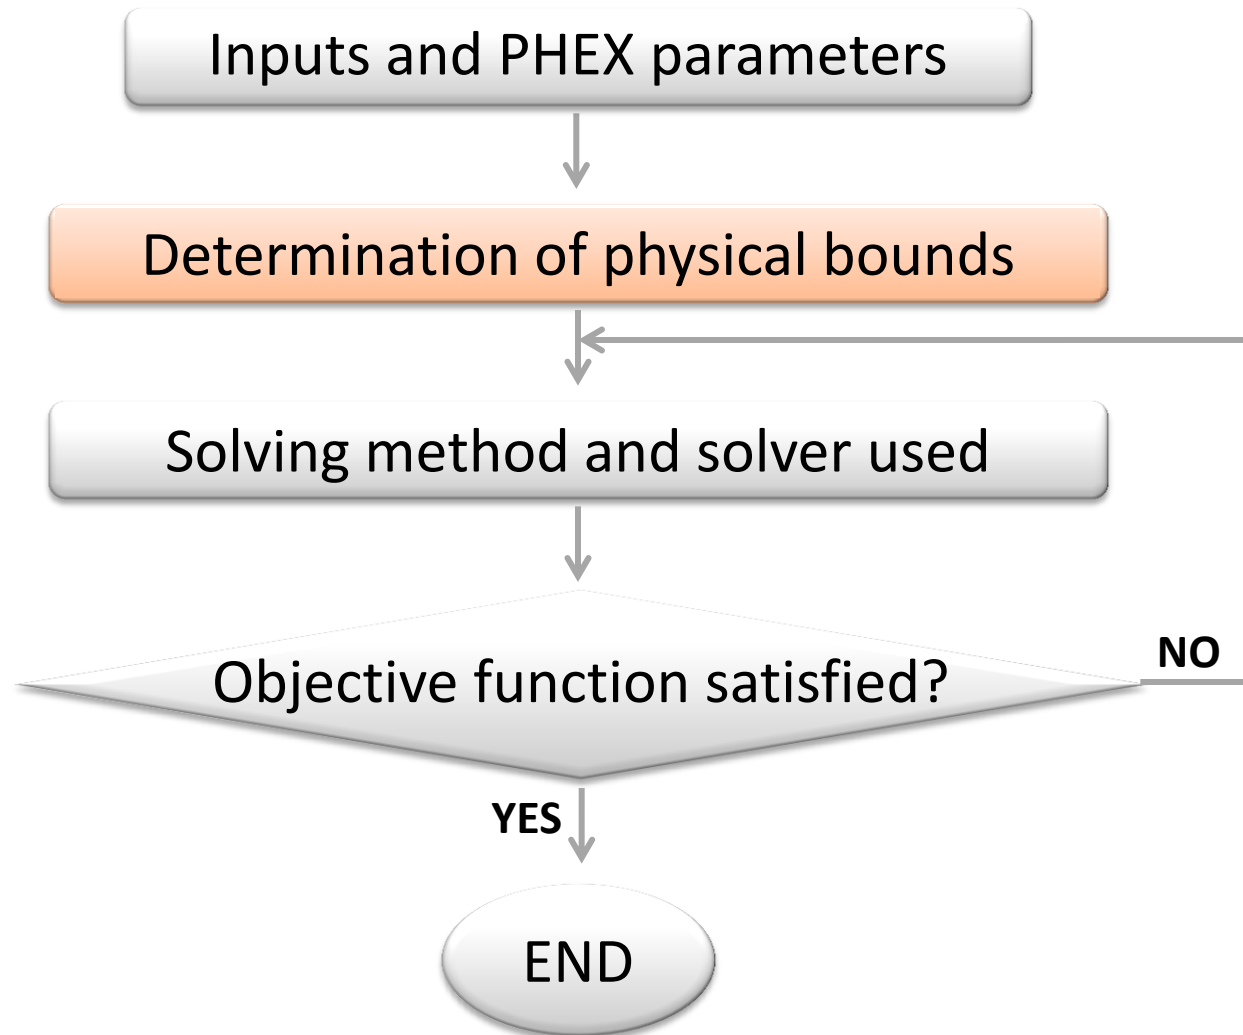 Inputs and PHEX parameters
Determination of physical bounds
Solving method and solver used
Objective function satisfied?
NO
YES
END